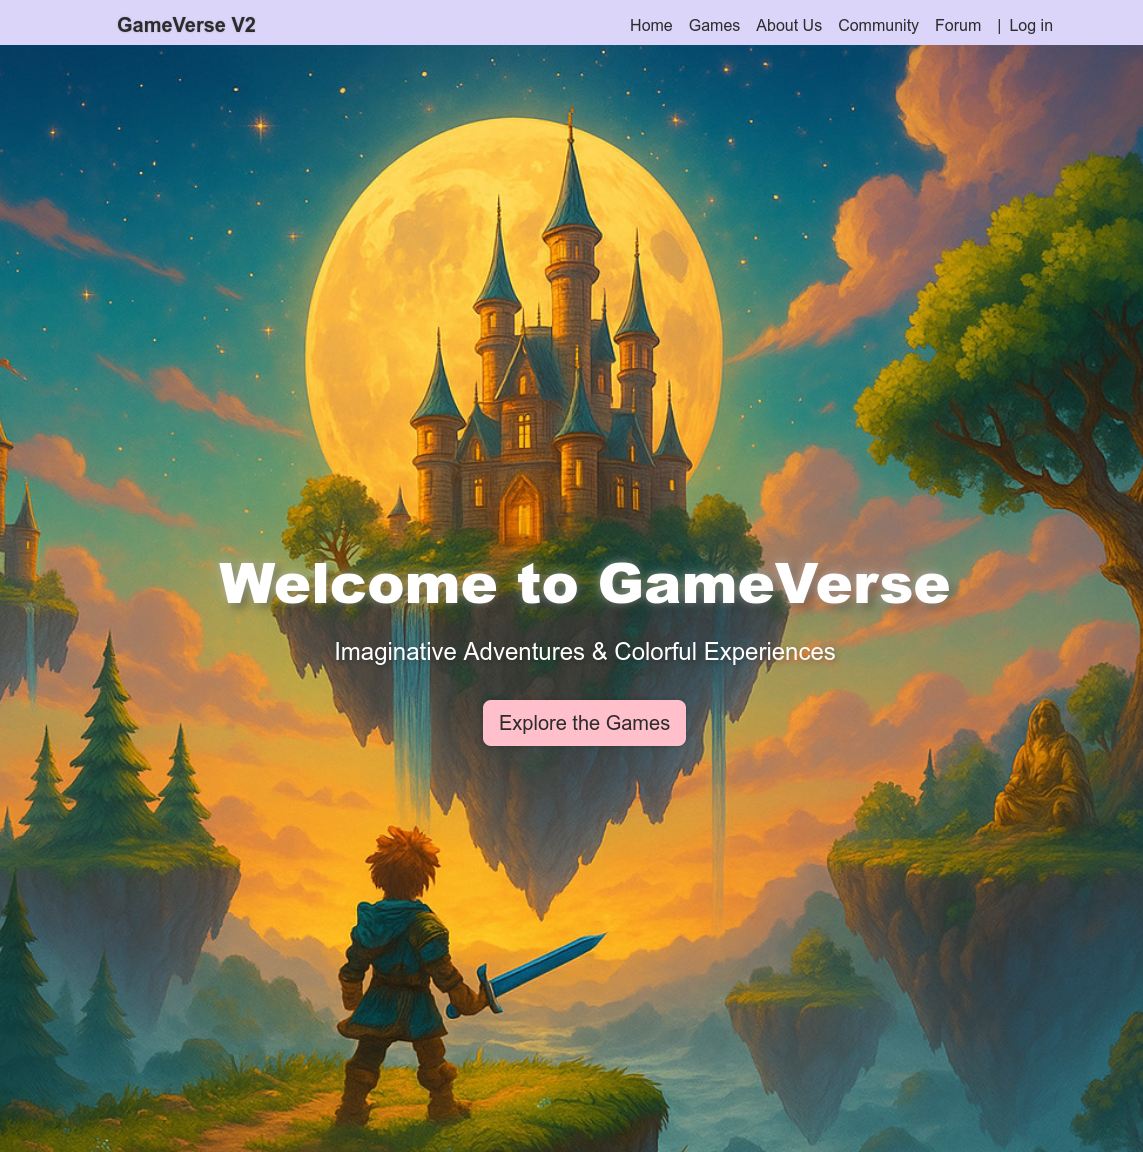 GameVerse V2
Home Games About Us Community Forum | Log in
Welcome to GameVerse
Imaginative Adventures & Colorful Experiences
Explore the Games